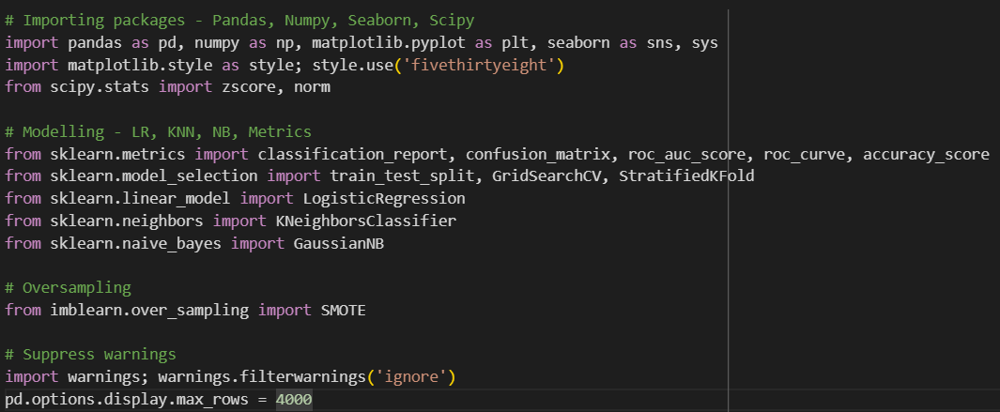 # Importing packages - Pandas, Numpy, Seaborn, Scipy
import pandas as pd, numpy as np, matplotlib.pyplot as plt, seaborn as sns, sys
import matplotlib.style as style; style.use('fivethirtyeight')
from scipy.stats import zscore, norm
# Modelling - LR, KNN, NB, Metrics
from sklearn.metrics import classification_report, confusion_matrix, roc_auc_score, roc_curve, accuracy_score
from sklearn.model_selection import train_test_split, GridSearchCV, StratifiedKFold
from sklearn.linear_model import LogisticRegression
from sklearn.neighbors import KNeighborsClassifier
from sklearn.naive_bayes import GaussianNB
# Oversampling
from imblearn.over_sampling import SMOTE
# Suppress warnings
import warnings; warnings.filterwarnings('ignore')
pd.options.display.max_rows = 4000